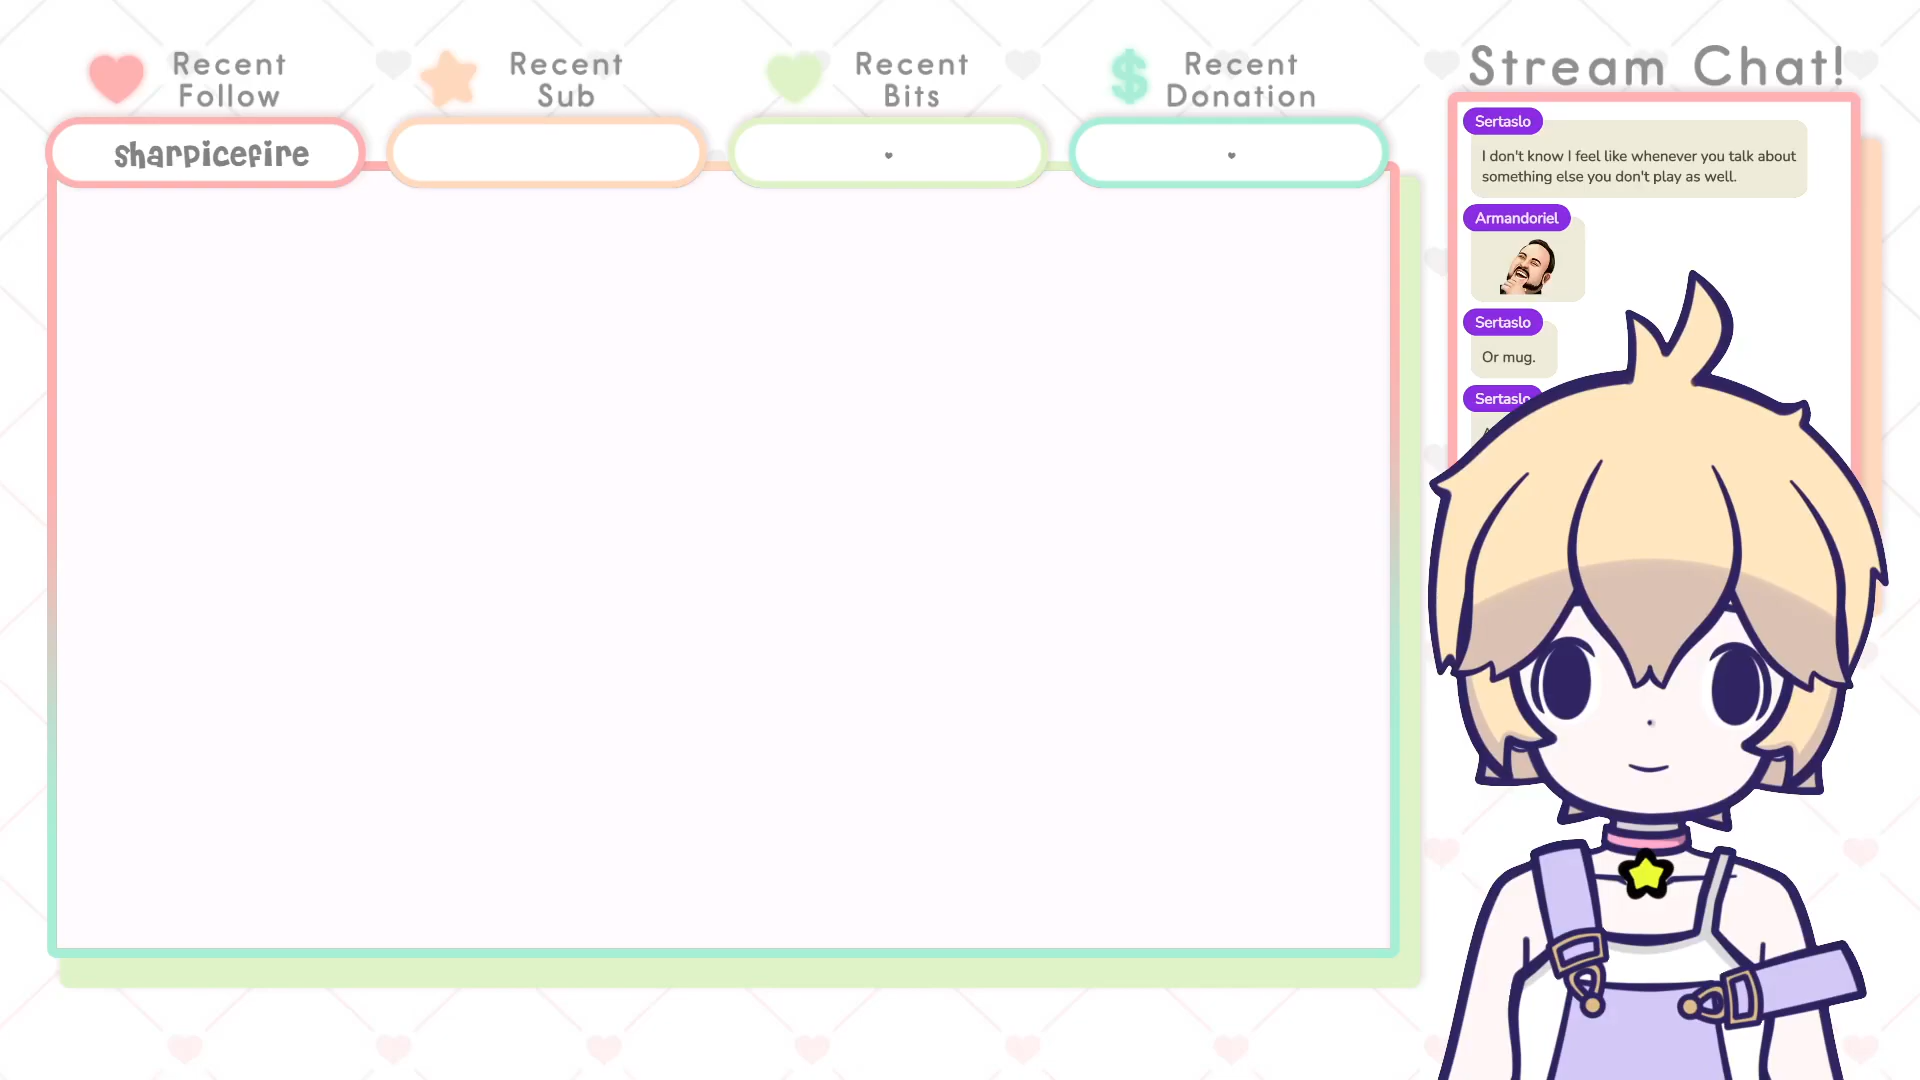 Recent
Follow
Recent
Sub
Recent
Bits
$
Recent
Donation
Stream Chat!
sharpicefire
Sertaslo
I don't know I feel like whenever you talk about
something else you don't play as well.
Armandoriel
Sertaslo
Or mug.
Sertaslo